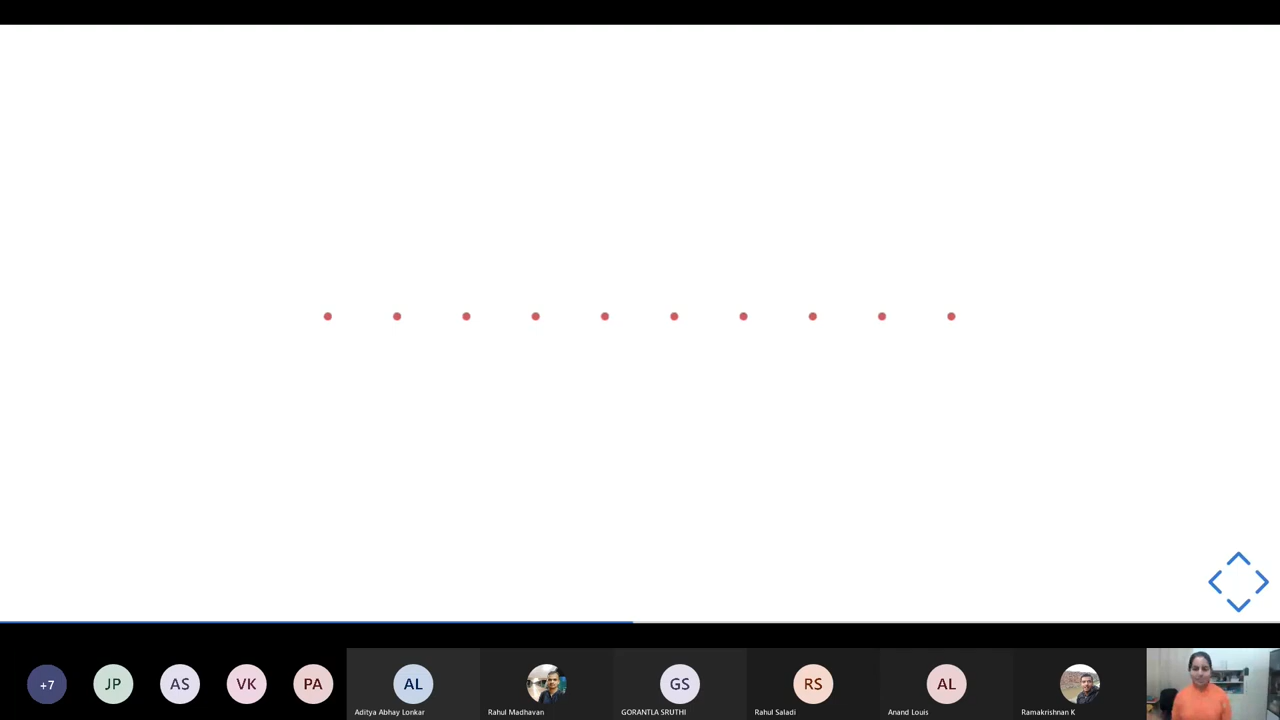 +7
JP
AS
VK
PA
AL
GS
RS
AL
Aditya Abhay Lonkar
Rahul Madhavan
GORANTLA SRUTHI
Rahul Saladi
Anand Louis
Ramakrishnan K